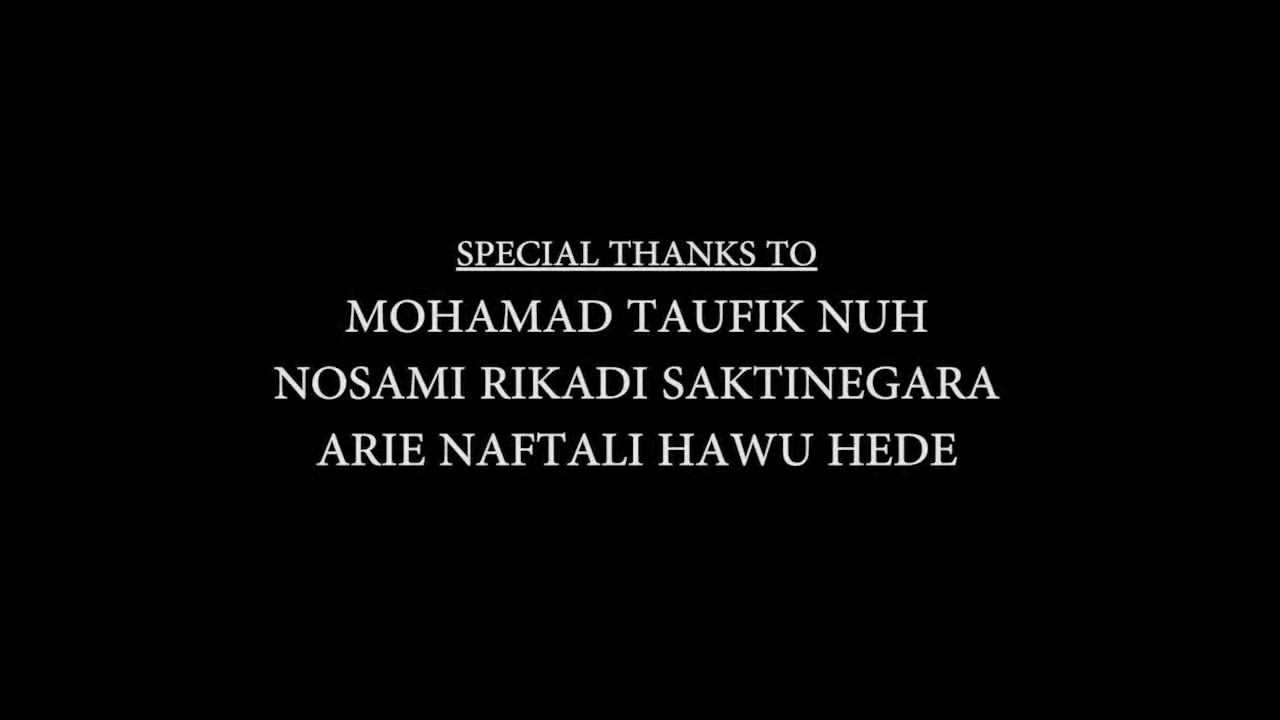 SPECIAL THANKS TO
MOHAMAD TAUFIK NUH
NOSAMI RIKADI SAKTINEGARA
ARIE NAFTALI HAWU HEDE